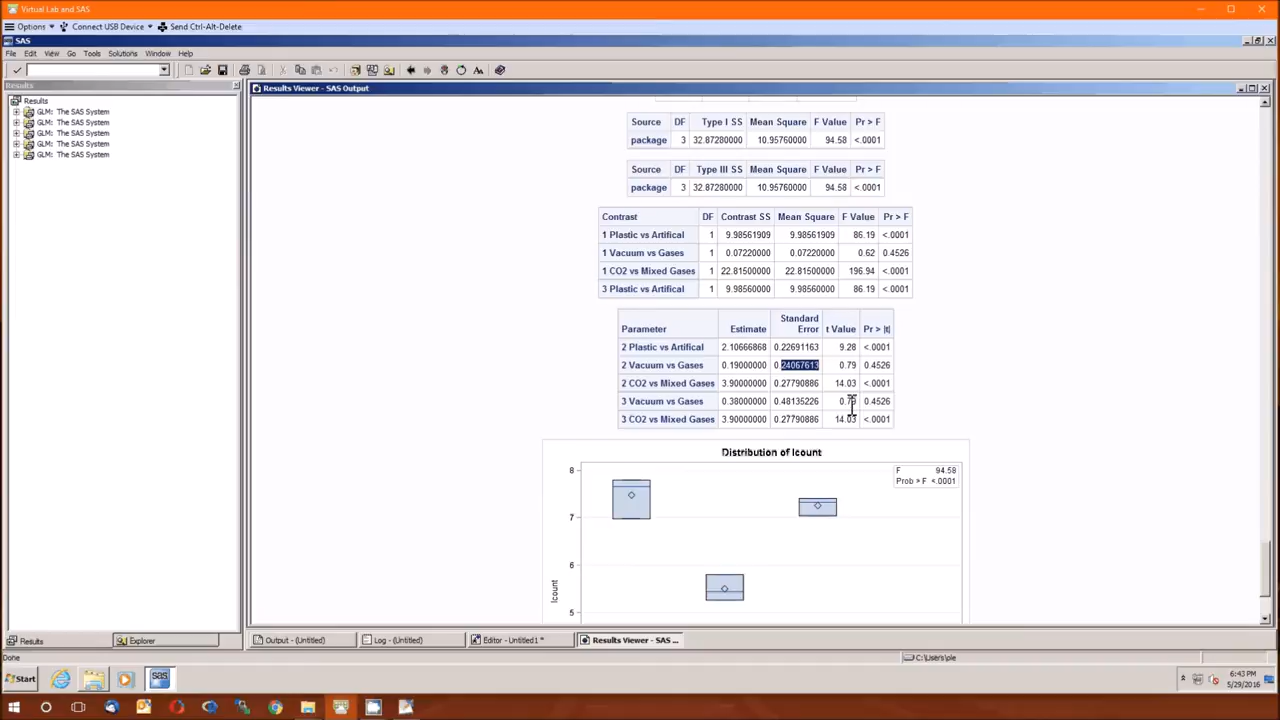 Virtual Lab and SAS
Options Connect USB Device Send Ctrl-Alt-Delete
SAS
File Edit View Go Tools Solutions Window Help
Results
Results Viewer - SAS Output
Results
GLM: The SAS System
GLM: The SAS System
GLM: The SAS System
GLM: The SAS System
GLM: The SAS System
Source DF Type I SS Mean Square F Value Pr > F
package 3 32.87280000 10.95760000 94.58 <.0001
Source DF Type III SS Mean Square F Value Pr > F
package 3 32.87280000 10.95760000 94.58 <.0001
Contrast DF Contrast SS Mean Square F Value Pr > F
1 Plastic vs Artifical 1 9.98561909 9.98561909 86.19 <.0001
1 Vacuum vs Gases 1 0.07220000 0.07220000 0.62 0.4526
1 CO2 vs Mixed Gases 1 22.81500000 22.81500000 196.94 <.0001
3 Plastic vs Artifical 1 9.98560000 9.98560000 86.19 <.0001
Parameter Estimate Standard Error t Value Pr > |t|
2 Plastic vs Artifical 2.10666868 0.22691163 9.28 <.0001
2 Vacuum vs Gases 0.19000000 0.24067613 0.79 0.4526
2 CO2 vs Mixed Gases 3.90000000 0.27790886 14.03 <.0001
3 Vacuum vs Gases 0.38000000 0.48135226 0.79 0.4526
3 CO2 vs Mixed Gases 3.90000000 0.27790886 14.03 <.0001
Distribution of lcount
F 94.58
Prob > F <.0001
8
7
6
5
lcount
Results Explorer
Output - (Untitled) Log - (Untitled) Editor - Untitled1 * Results Viewer - SAS ...
Done
C:\Users\ple
Start
6:43 PM
5/29/2016